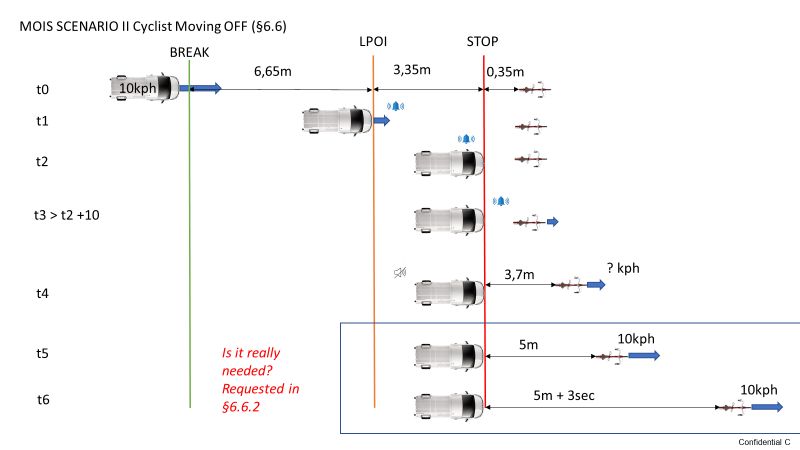 MOIS SCENARIO II Cyclist Moving OFF (§6.6)
BREAK
LPOI
STOP
t0
10kph
6,65m
3,35m
0,35m
t1
t2
t3 > t2 +10
t4
3,7m
? kph
t5
5m
10kph
Is it really
needed?
Requested in
§6.6.2
t6
5m + 3sec
10kph
Confidential C